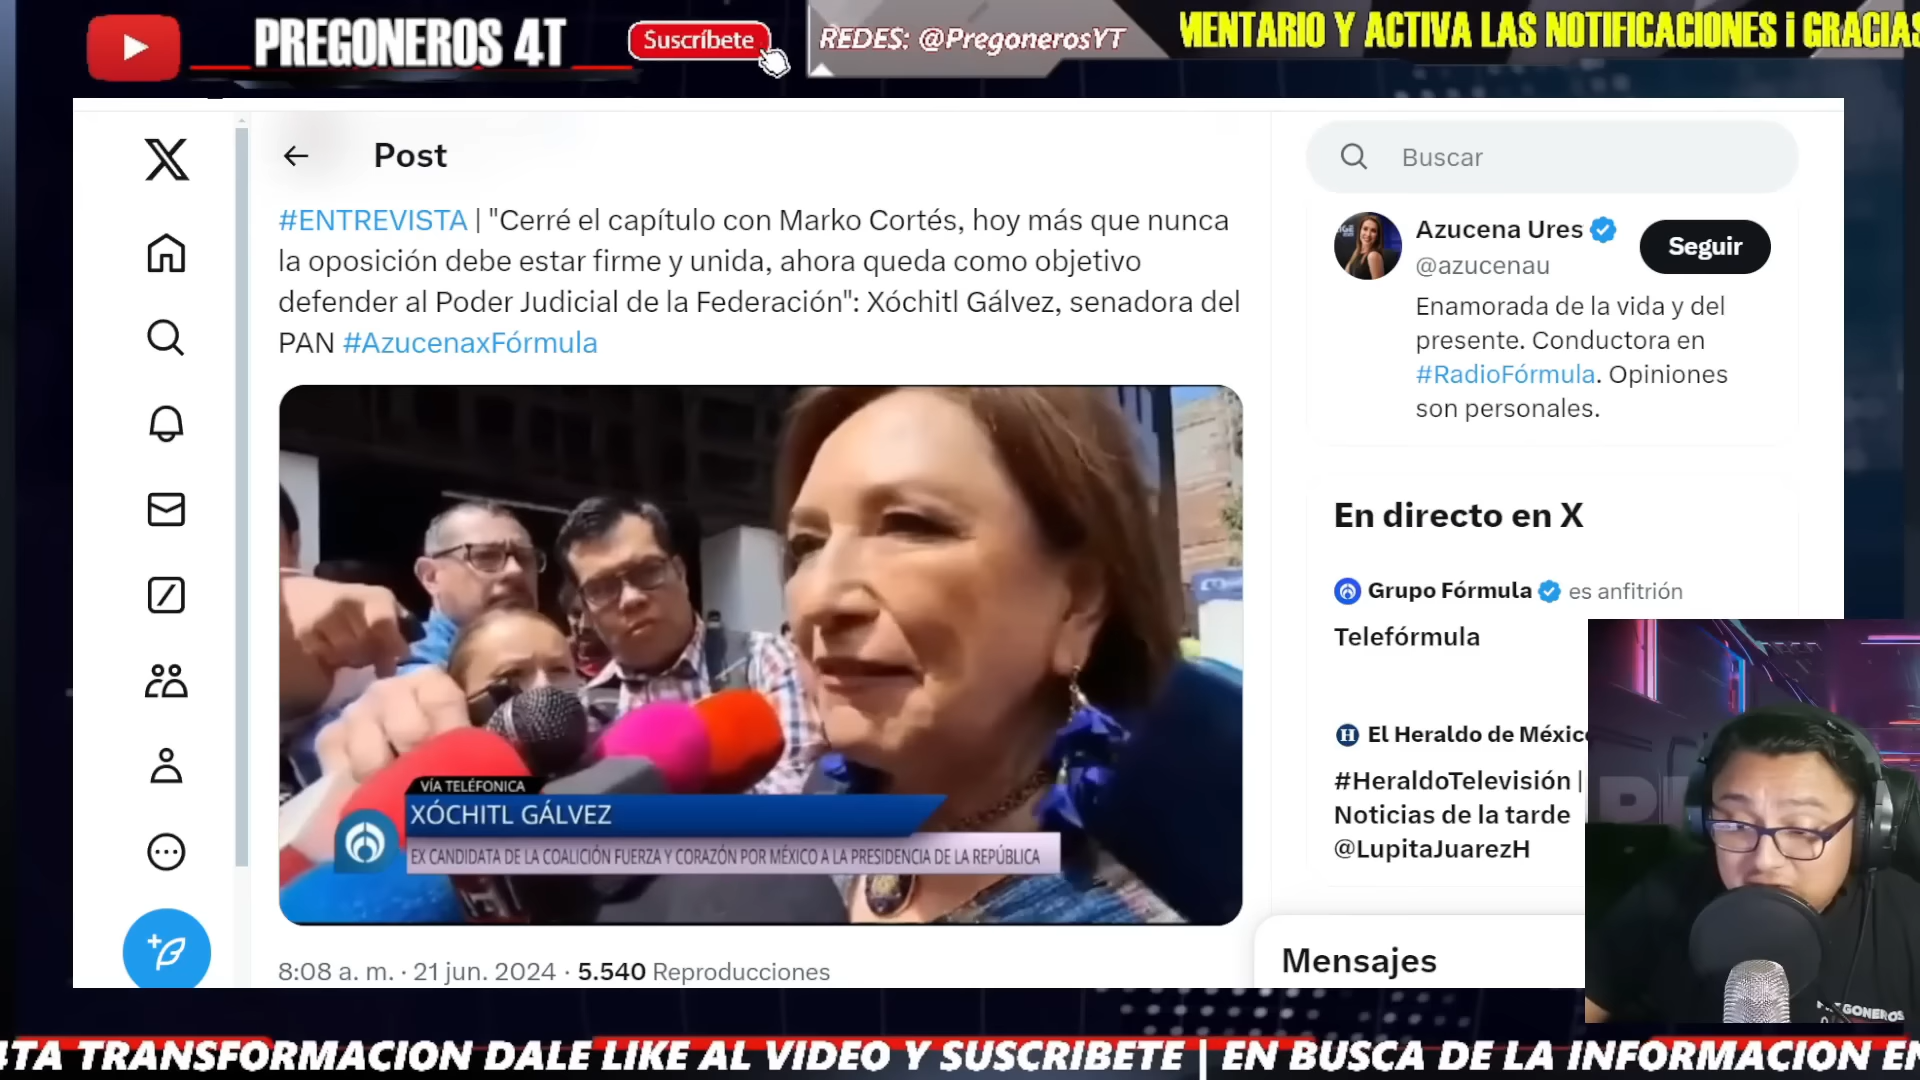 PREGONEROS 4T
Suscríbete
REDES: @PregonerosYT
MENTARIO Y ACTIVA LAS NOTIFICACIONES ¡ GRACIAS
Post
Buscar
#ENTREVISTA | "Cerré el capítulo con Marko Cortés, hoy más que nunca
la oposición debe estar firme y unida, ahora queda como objetivo
defender al Poder Judicial de la Federación": Xóchitl Gálvez, senadora del
PAN #AzucenaxFórmula
Azucena Ures
@azucenau
Seguir
Enamorada de la vida y del
presente. Conductora en
#RadioFórmula. Opiniones
son personales.
En directo en X
Grupo Fórmula es anfitrión
Telefórmula
El Heraldo de México
#HeraldoTelevisión |
Noticias de la tarde
@LupitaJuarezH
VÍA TELÉFONICA
XÓCHITL GÁLVEZ
EX CANDIDATA DE LA COALICIÓN FUERZA Y CORAZÓN POR MÉXICO A LA PRESIDENCIA DE LA REPÚBLICA
8:08 a. m. · 21 jun. 2024 · 5.540 Reproducciones
Mensajes
4TA TRANSFORMACION DALE LIKE AL VIDEO Y SUSCRIBETE | EN BUSCA DE LA INFORMACION EN